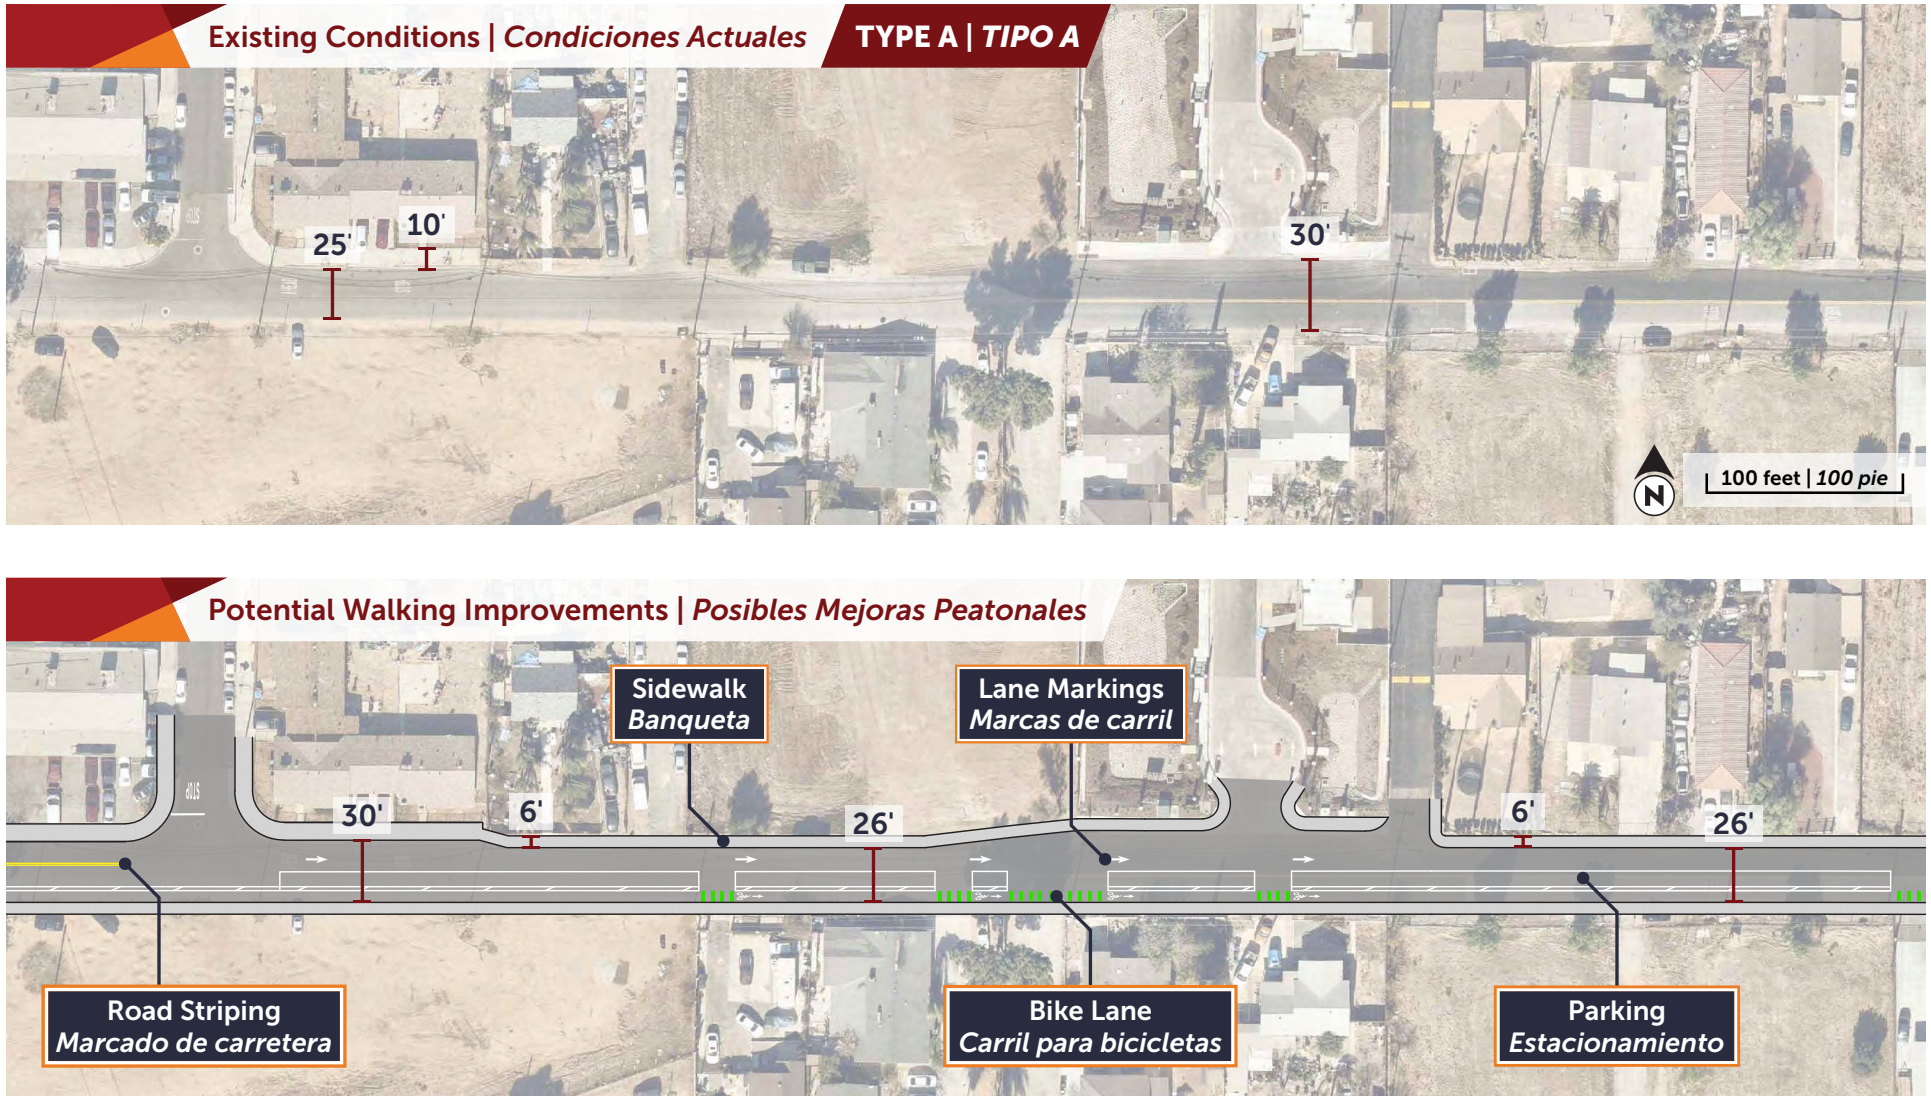 Existing Conditions | Condiciones Actuales
TYPE A | TIPO A
STOP
25'
10'
30'
N
100 feet | 100 pie
Potential Walking Improvements | Posibles Mejoras Peatonales
Sidewalk
Banqueta
Lane Markings
Marcas de carril
STOP
30'
6'
26'
6'
26'
Road Striping
Marcado de carretera
Bike Lane
Carril para bicicletas
Parking
Estacionamiento